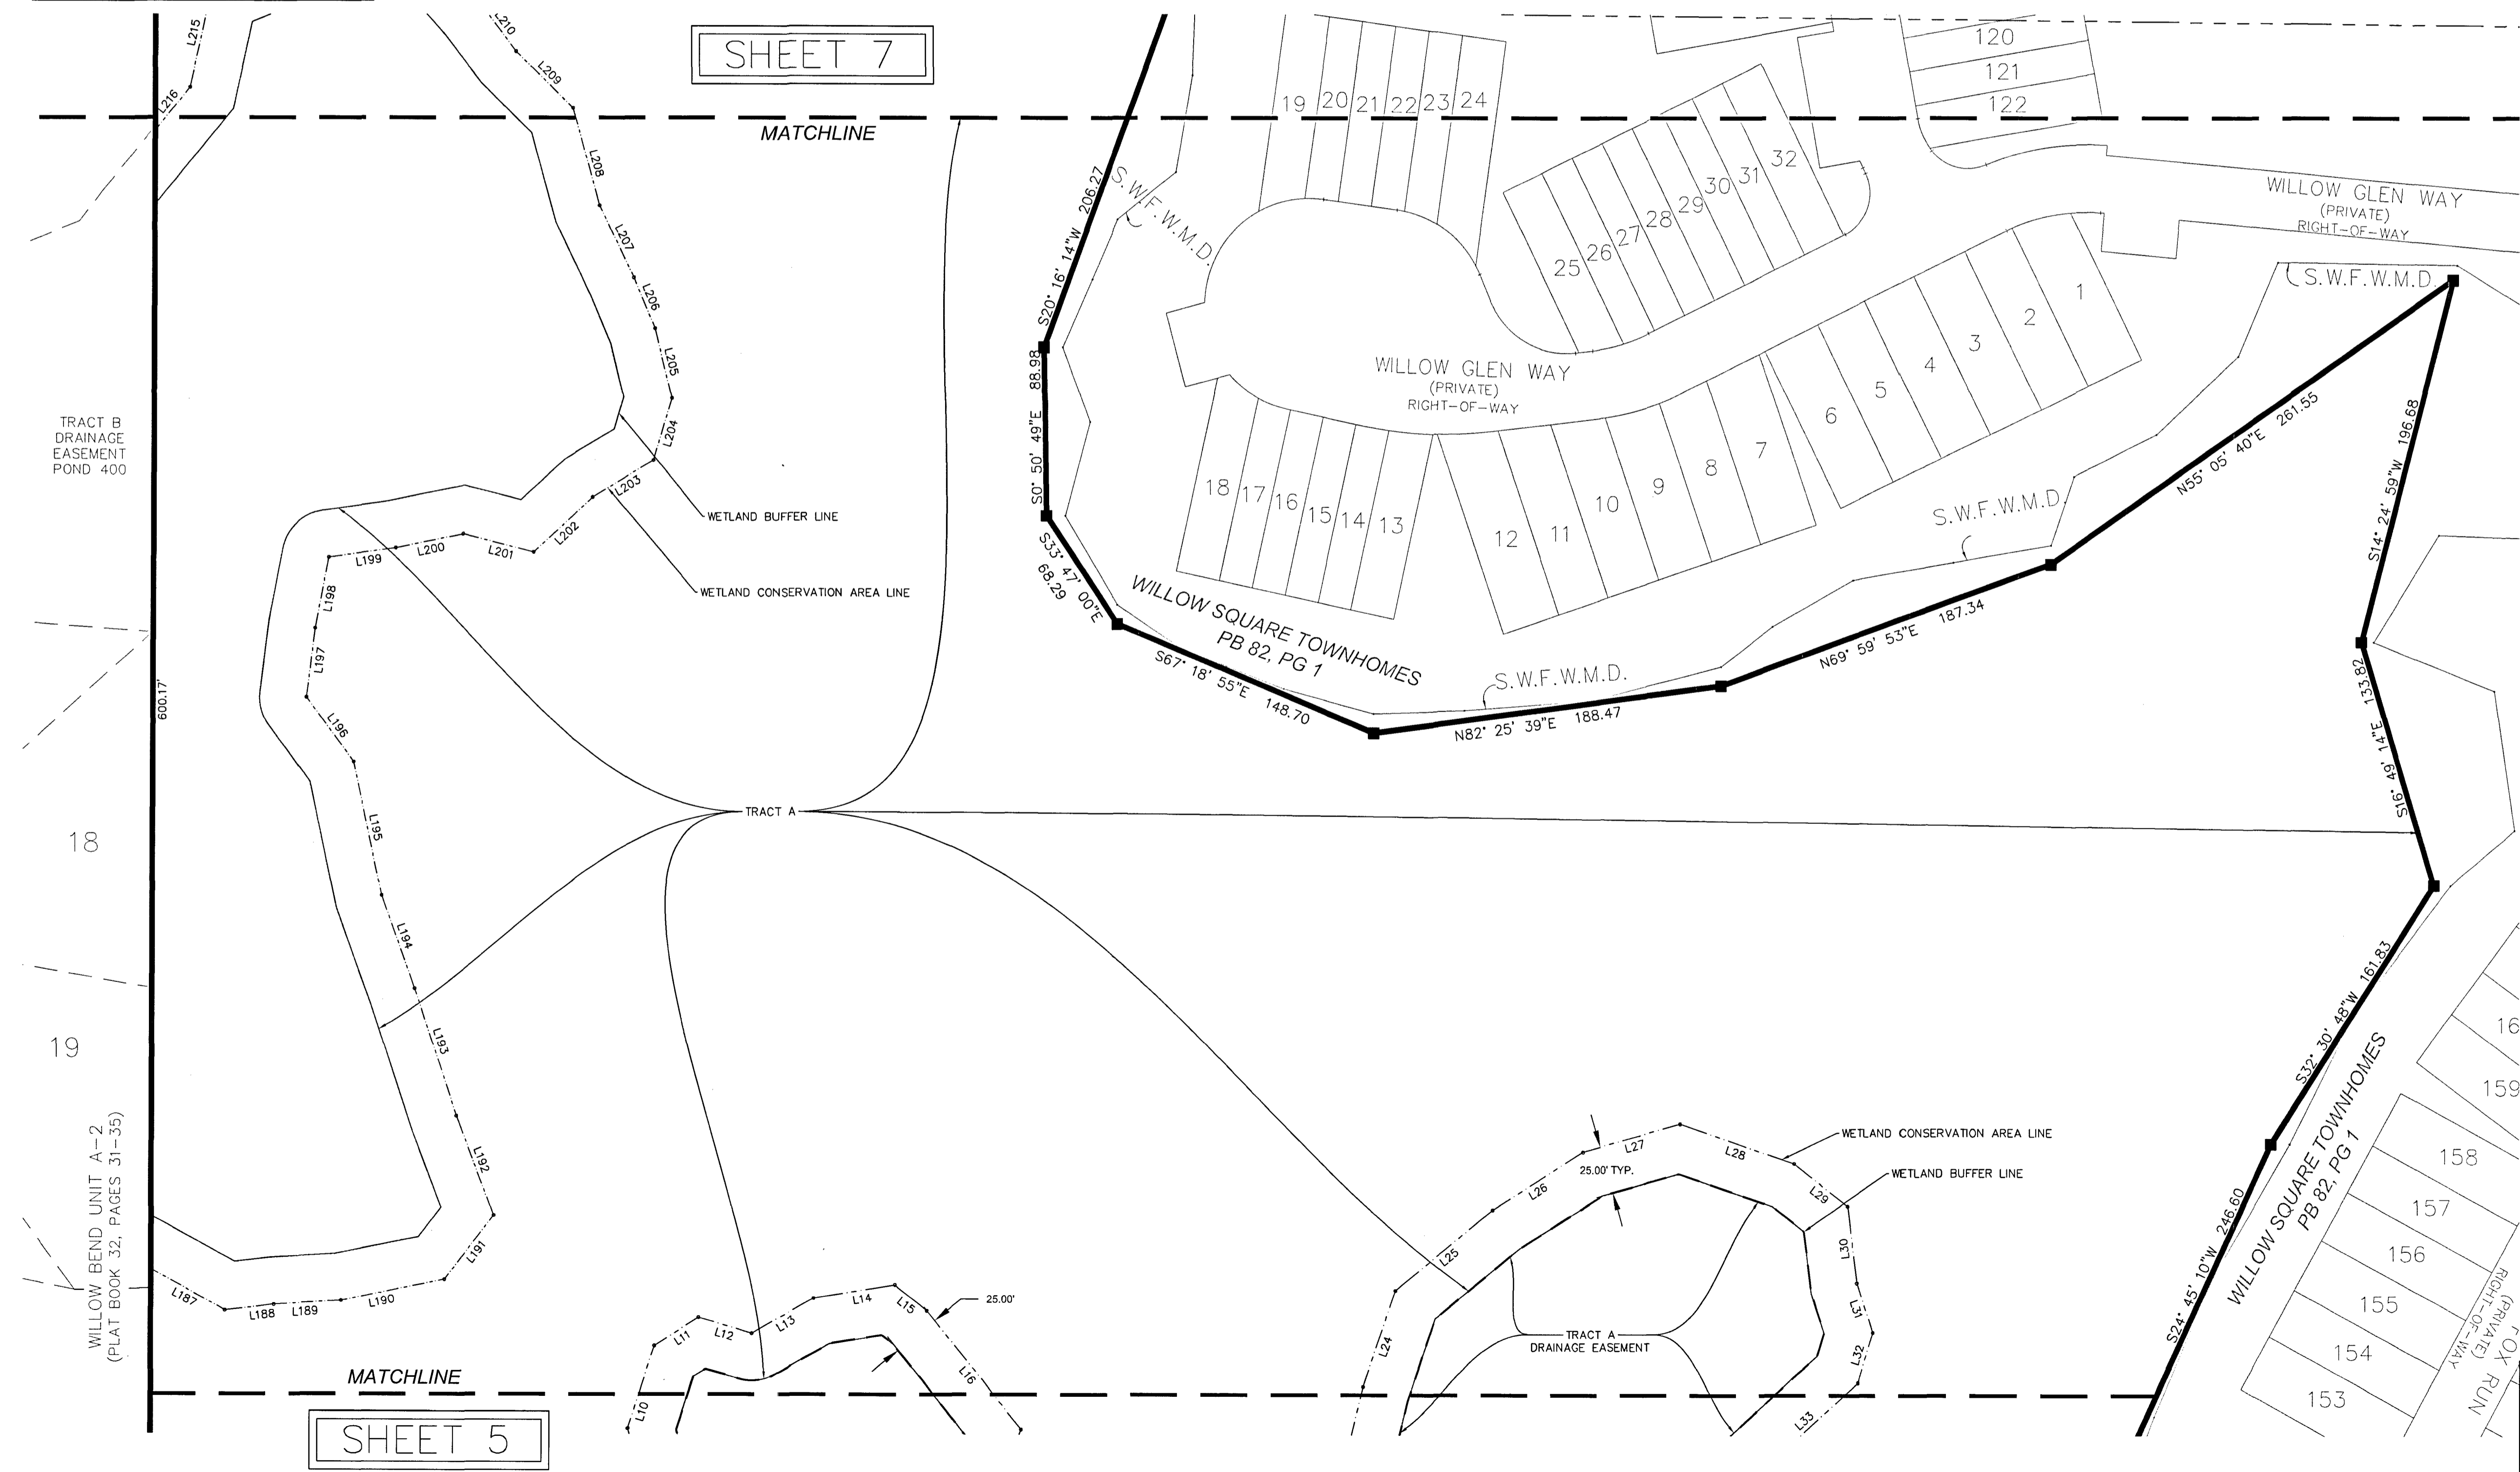 SHEET 7
MATCHLINE
L215
L216
L210
L209
L208
L207
L206
L205
L204
L203
L202
L201
L200
L199
L198
L197
L196
L195
L194
L193
L192
L191
L190
L189
L188
L187
TRACT B
DRAINAGE
EASEMENT
POND 400
18
19
600.17'
WILLOW BEND UNIT A-2
(PLAT BOOK 32, PAGES 31-35)
WETLAND BUFFER LINE
WETLAND CONSERVATION AREA LINE
TRACT A
S20° 16' 14"W 206.27
S0° 50' 49"E 88.98
S33° 47' 00"E
68.29
S67° 18' 55"E 148.70
N82° 25' 39"E 188.47
N69° 59' 53"E 187.34
N55° 05' 40"E 261.55
S14° 24' 59"W 196.68
S16° 49' 14"E 133.82
S32° 30' 48"W 161.83
S24° 45' 10"W 246.60
S.W.F.W.M.D.
S.W.F.W.M.D.
S.W.F.W.M.D.
S.W.F.W.M.D.
19
20
21
22
23
24
25
26
27
28
29
30
31
32
120
121
122
WILLOW GLEN WAY
(PRIVATE)
RIGHT-OF-WAY
WILLOW GLEN WAY
(PRIVATE)
RIGHT-OF-WAY
1
2
3
4
5
6
7
8
9
10
11
12
13
14
15
16
17
18
WILLOW SQUARE TOWNHOMES
PB 82, PG 1
WILLOW SQUARE TOWNHOMES
PB 82, PG 1
16
159
158
157
156
155
154
153
FOX RUN
(PRIVATE)
RIGHT-OF-WAY
L10
L11
L12
L13
L14
L15
L16
25.00'
L24
L25
L26
L27
L28
L29
L30
L31
L32
L33
25.00' TYP.
WETLAND CONSERVATION AREA LINE
WETLAND BUFFER LINE
TRACT A
DRAINAGE EASEMENT
MATCHLINE
SHEET 5